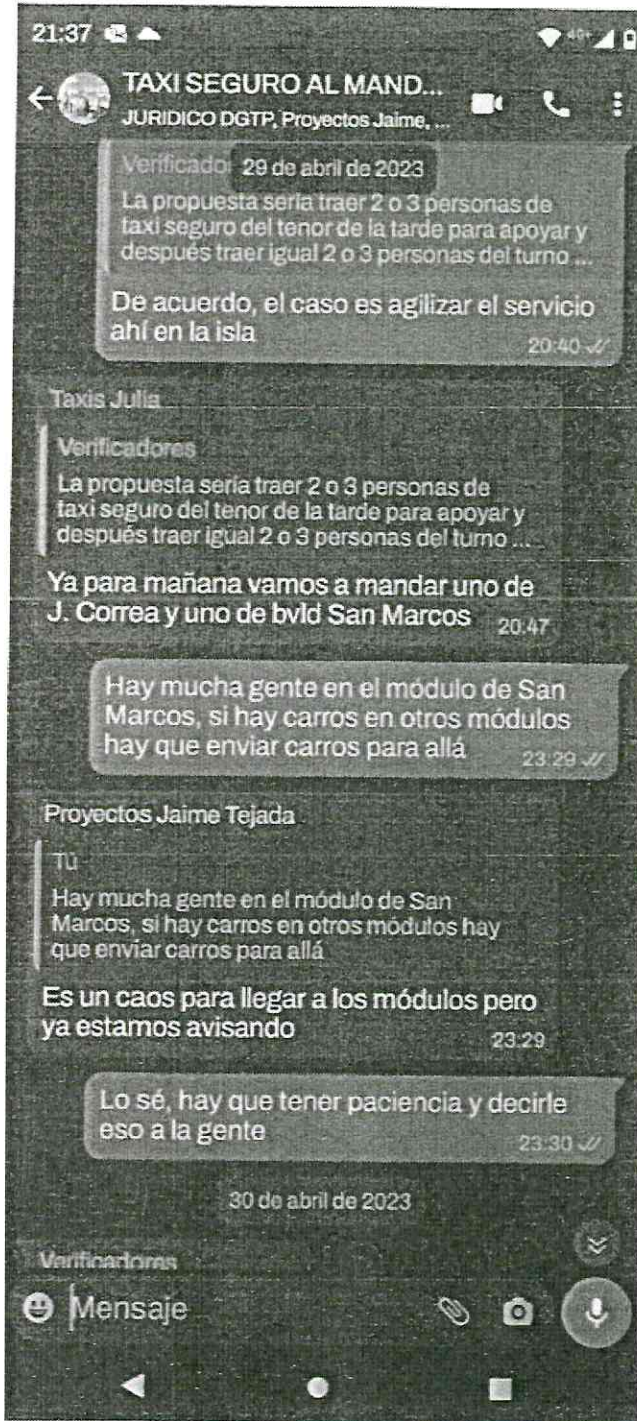 21:37
4G+
TAXI SEGURO AL MAND...
JURIDICO DGTP, Proyectos Jaime, ...
Verificado
29 de abril de 2023
La propuesta seria traer 2 o 3 personas de
taxi seguro del tenor de la tarde para apoyar y
después traer igual 2 o 3 personas del turno ...
De acuerdo, el caso es agilizar el servicio
ahí en la isla
20:40
Taxis Julia
Verificadores
La propuesta seria traer 2 o 3 personas de
taxi seguro del tenor de la tarde para apoyar y
después traer igual 2 o 3 personas del turno ...
Ya para mañana vamos a mandar uno de
J. Correa y uno de bvld San Marcos
20:47
Hay mucha gente en el módulo de San
Marcos, si hay carros en otros módulos
hay que enviar carros para allá
23:29
Proyectos Jaime Tejada
Tú
Hay mucha gente en el módulo de San
Marcos, si hay carros en otros módulos hay
que enviar carros para allá
Es un caos para llegar a los módulos pero
ya estamos avisando
23:29
Lo sé, hay que tener paciencia y decirle
eso a la gente
23:30
30 de abril de 2023
Verificadores
Mensaje